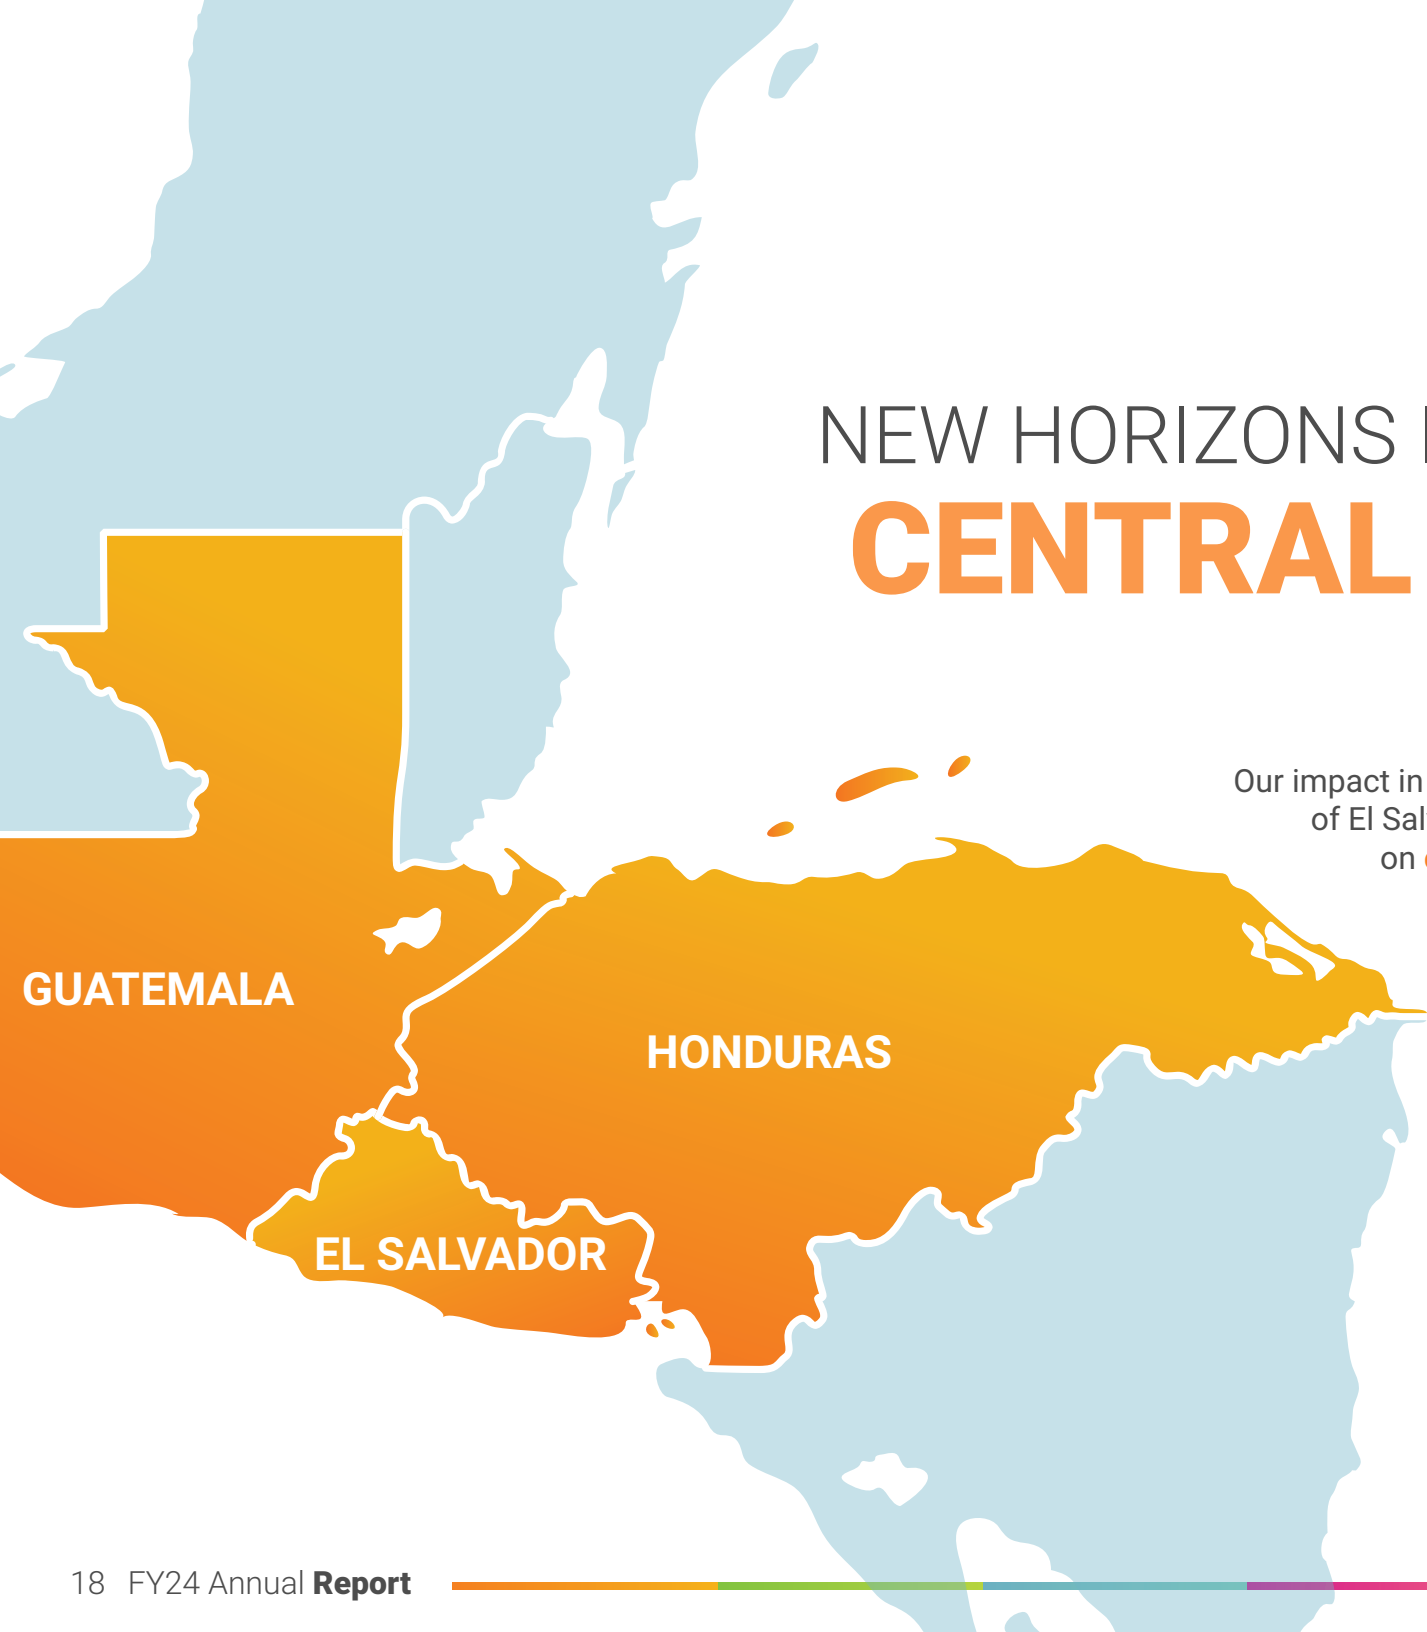 NEW HORIZONS
CENTRAL
Our impact in
of El Sal
on
GUATEMALA
HONDURAS
EL SALVADOR
18 FY24 Annual Report